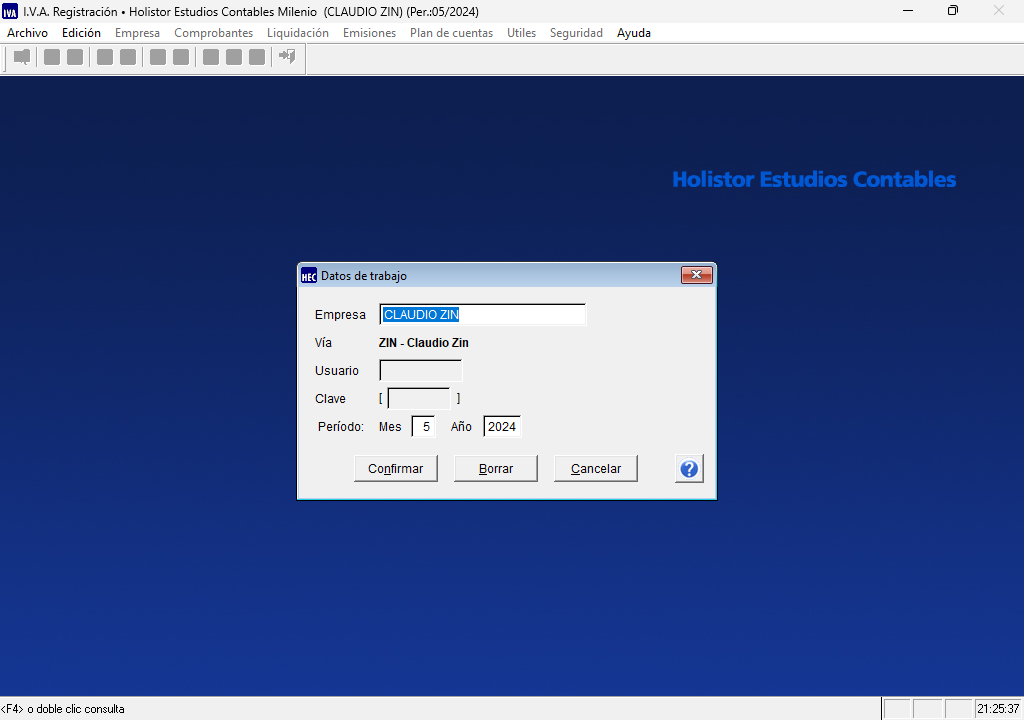 IVA I.V.A. Registración • Holistor Estudios Contables Milenio (CLAUDIO ZIN) (Per.:05/2024)
Archivo Edición Empresa Comprobantes Liquidación Emisiones Plan de cuentas Utiles Seguridad Ayuda
Holistor Estudios Contables
HEC Datos de trabajo
Empresa CLAUDIO ZIN
Vía ZIN - Claudio Zin
Usuario
Clave [ ]
Período: Mes 5 Año 2024
Confirmar Borrar Cancelar ?
<F4> o doble clic consulta 21:25:37